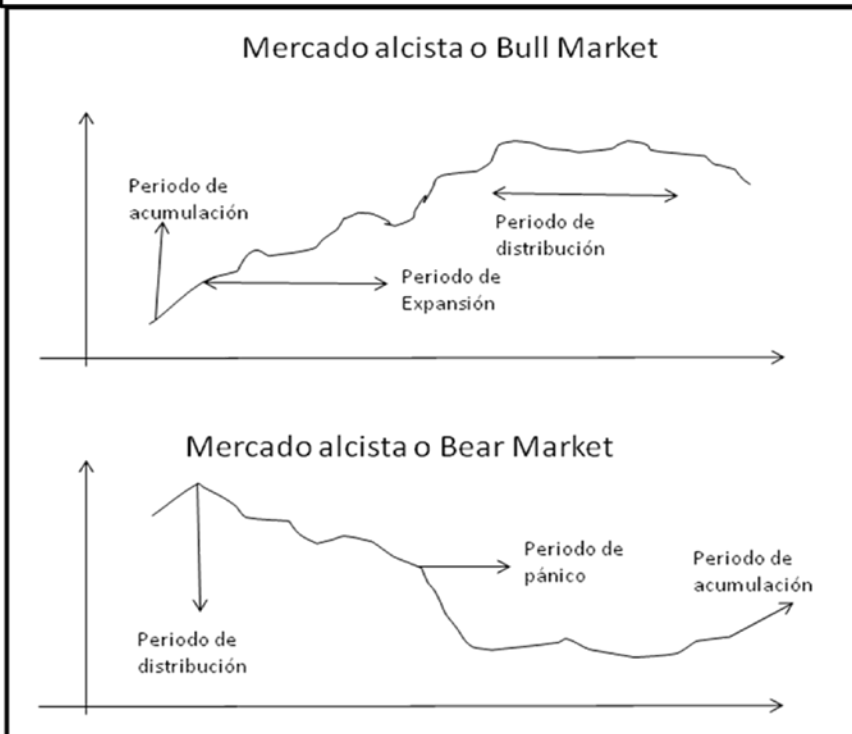 Mercado alcista o Bull Market
Periodo de
acumulación
Periodo de
distribución
Periodo de
Expansión
Mercado alcista o Bear Market
Periodo de
pánico
Periodo de
acumulación
Periodo de
distribución